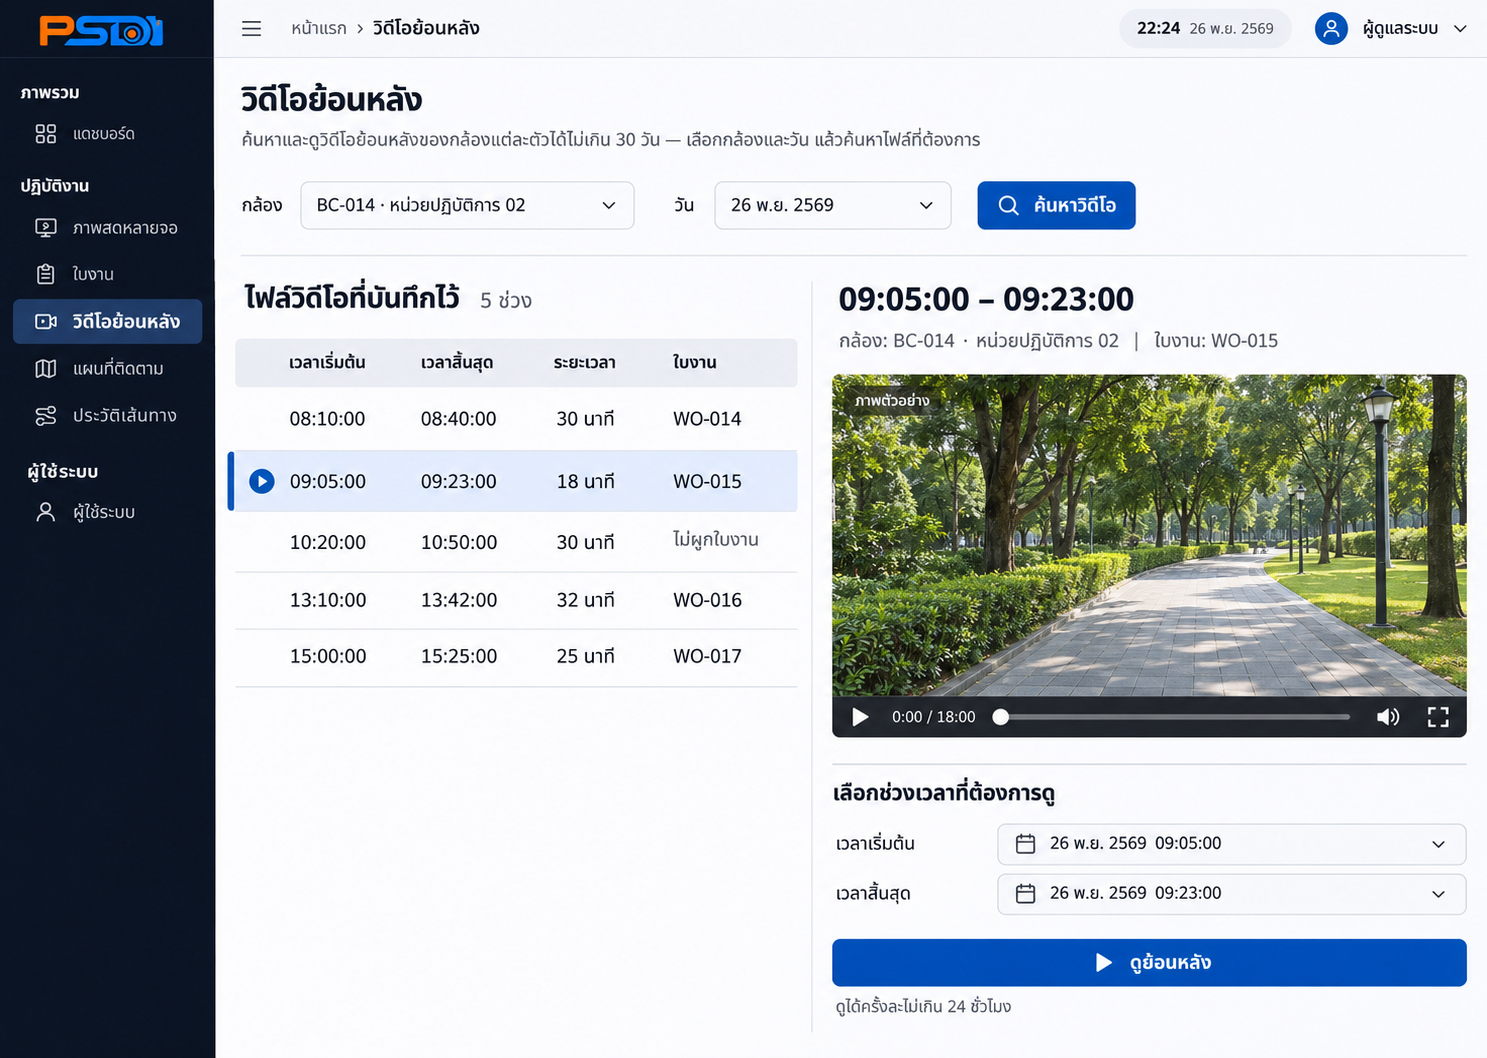 PSDI
หน้าแรก > วิดีโอย้อนหลัง
22:24 26 พ.ย. 2569
ผู้ดูแลระบบ
ภาพรวม
แดชบอร์ด
ปฏิบัติงาน
ภาพสดหลายจอ
ใบงาน
วิดีโอย้อนหลัง
แผนที่ติดตาม
ประวัติเส้นทาง
ผู้ใช้ระบบ
ผู้ใช้ระบบ
วิดีโอย้อนหลัง
ค้นหาและดูวิดีโอย้อนหลังของกล้องแต่ละตัวได้ไม่เกิน 30 วัน — เลือกกล้องและวัน แล้วค้นหาไฟล์ที่ต้องการ
กล้อง BC-014 · หน่วยปฏิบัติการ 02 วัน 26 พ.ย. 2569 ค้นหาวิดีโอ
ไฟล์วิดีโอที่บันทึกไว้ 5 ช่วง
เวลาเริ่มต้น เวลาสิ้นสุด ระยะเวลา ใบงาน
08:10:00 08:40:00 30 นาที WO-014
09:05:00 09:23:00 18 นาที WO-015
10:20:00 10:50:00 30 นาที ไม่ผูกใบงาน
13:10:00 13:42:00 32 นาที WO-016
15:00:00 15:25:00 25 นาที WO-017
09:05:00 – 09:23:00
กล้อง: BC-014 · หน่วยปฏิบัติการ 02 | ใบงาน: WO-015
ภาพตัวอย่าง
0:00 / 18:00
เลือกช่วงเวลาที่ต้องการดู
เวลาเริ่มต้น 26 พ.ย. 2569 09:05:00
เวลาสิ้นสุด 26 พ.ย. 2569 09:23:00
ดูย้อนหลัง
ดูได้ครั้งละไม่เกิน 24 ชั่วโมง